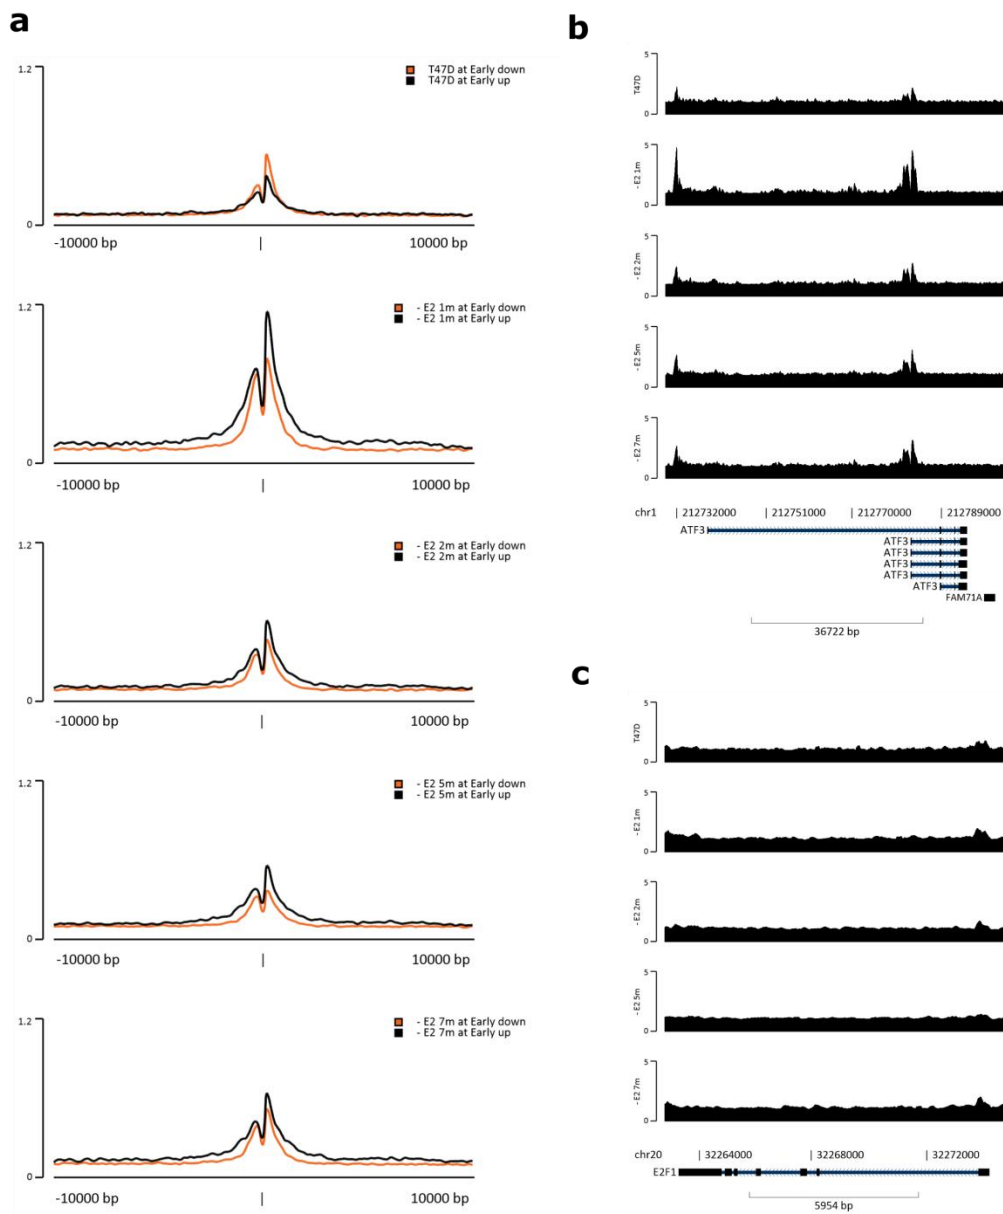 a
1.2
T47D at Early down
T47D at Early up
0
-10000 bp
|
10000 bp
1.2
- E2 1m at Early down
- E2 1m at Early up
0
-10000 bp
|
10000 bp
1.2
- E2 2m at Early down
- E2 2m at Early up
0
-10000 bp
|
10000 bp
1.2
- E2 5m at Early down
- E2 5m at Early up
0
-10000 bp
|
10000 bp
1.2
- E2 7m at Early down
- E2 7m at Early up
0
-10000 bp
|
10000 bp
b
5
T47D
0
5
- E2 1m
0
5
- E2 2m
0
5
- E2 5m
0
5
- E2 7m
0
chr1 | 212732000 | 212751000 | 212770000 | 212789000
ATF3
ATF3
ATF3
ATF3
ATF3
ATF3
FAM71A
36722 bp
c
5
T47D
0
5
- E2 1m
0
5
- E2 2m
0
5
- E2 5m
0
5
- E2 7m
0
chr20 | 32264000 | 32268000 | 32272000
E2F1
5954 bp